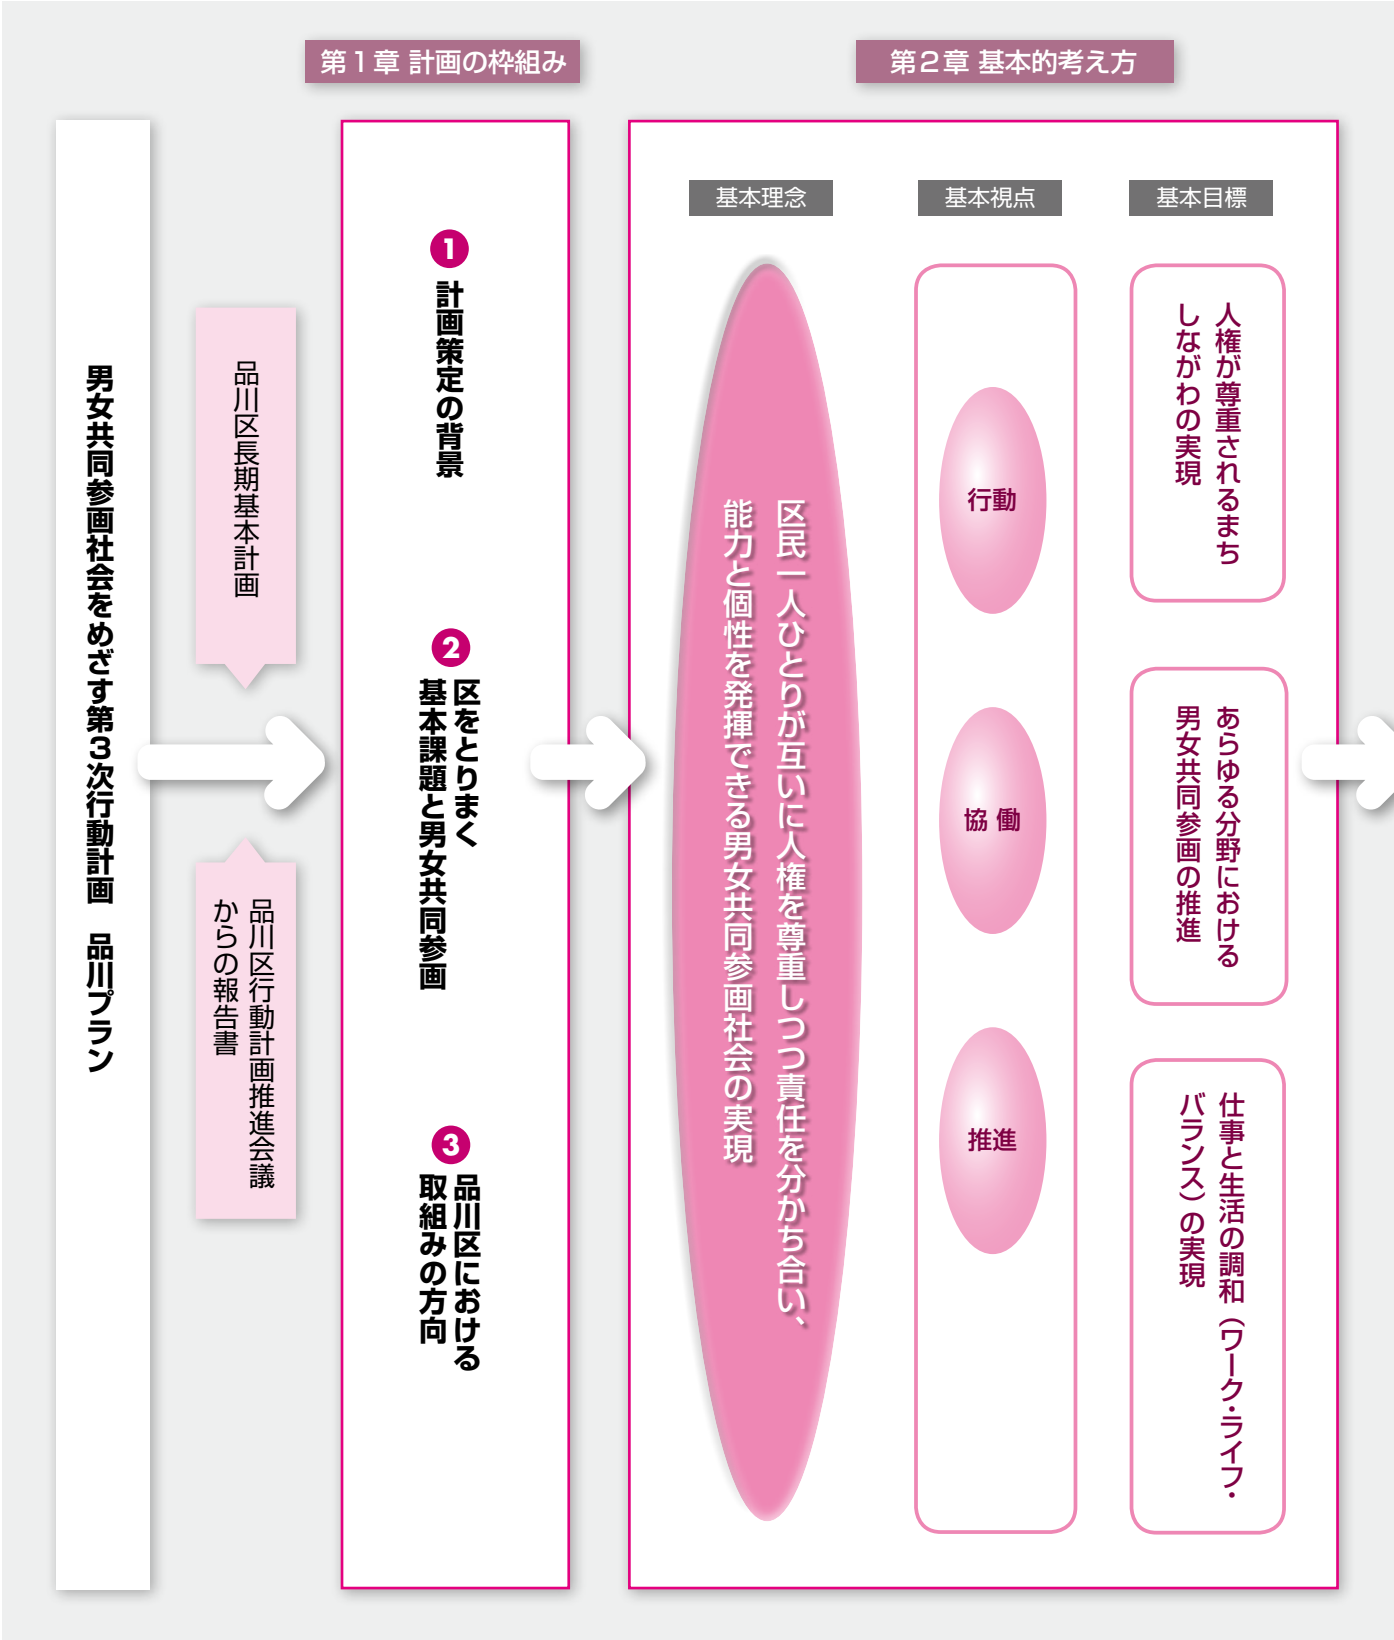 第1章 計画の枠組み
第2章 基本的考え方
男女共同参画社会をめざす第3次行動計画　品川プラン
品川区長期基本計画
品川区行動計画推進会議
からの報告書
1
計画策定の背景
2
区をとりまく
基本課題と男女共同参画
3
品川区における
取組みの方向
基本理念
区民一人ひとりが互いに人権を尊重しつつ責任を分かち合い、
能力と個性を発揮できる男女共同参画社会の実現
基本視点
行動
協働
推進
基本目標
人権が尊重されるまち
しながわの実現
あらゆる分野における
男女共同参画の推進
仕事と生活の調和（ワーク・ライフ・
バランス）の実現